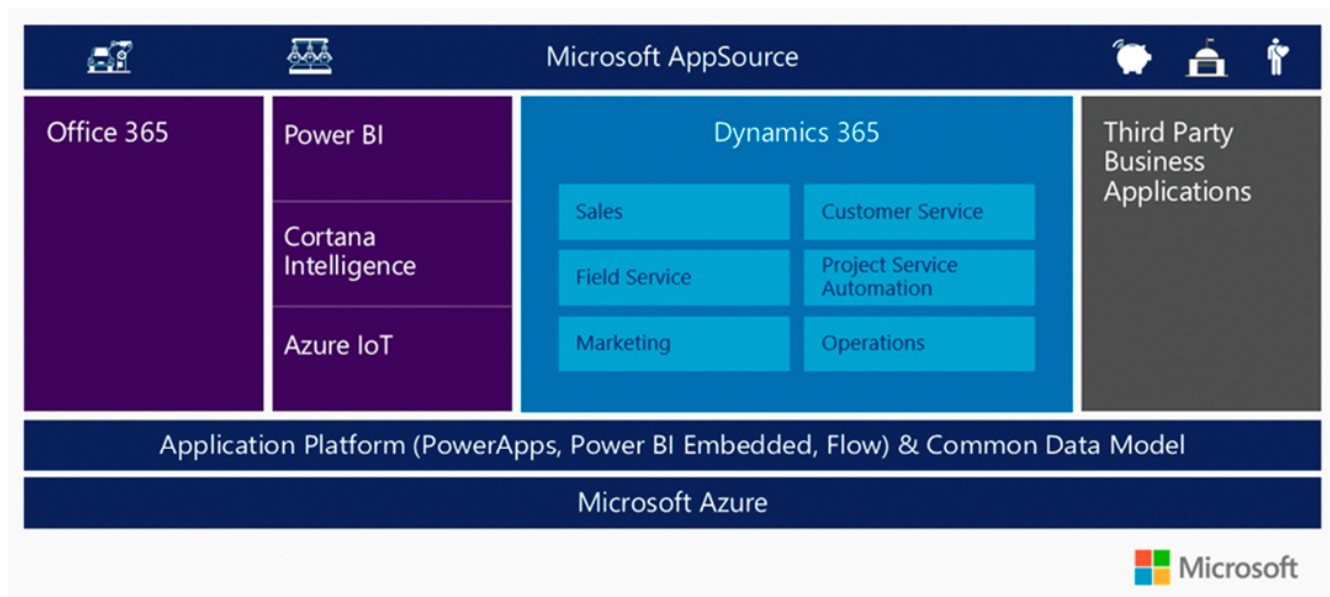 Microsoft AppSource
Office 365
Power BI
Cortana
Intelligence
Azure IoT
Dynamics 365
Sales
Customer Service
Field Service
Project Service
Automation
Marketing
Operations
Third Party
Business
Applications
Application Platform (PowerApps, Power BI Embedded, Flow) & Common Data Model
Microsoft Azure
Microsoft